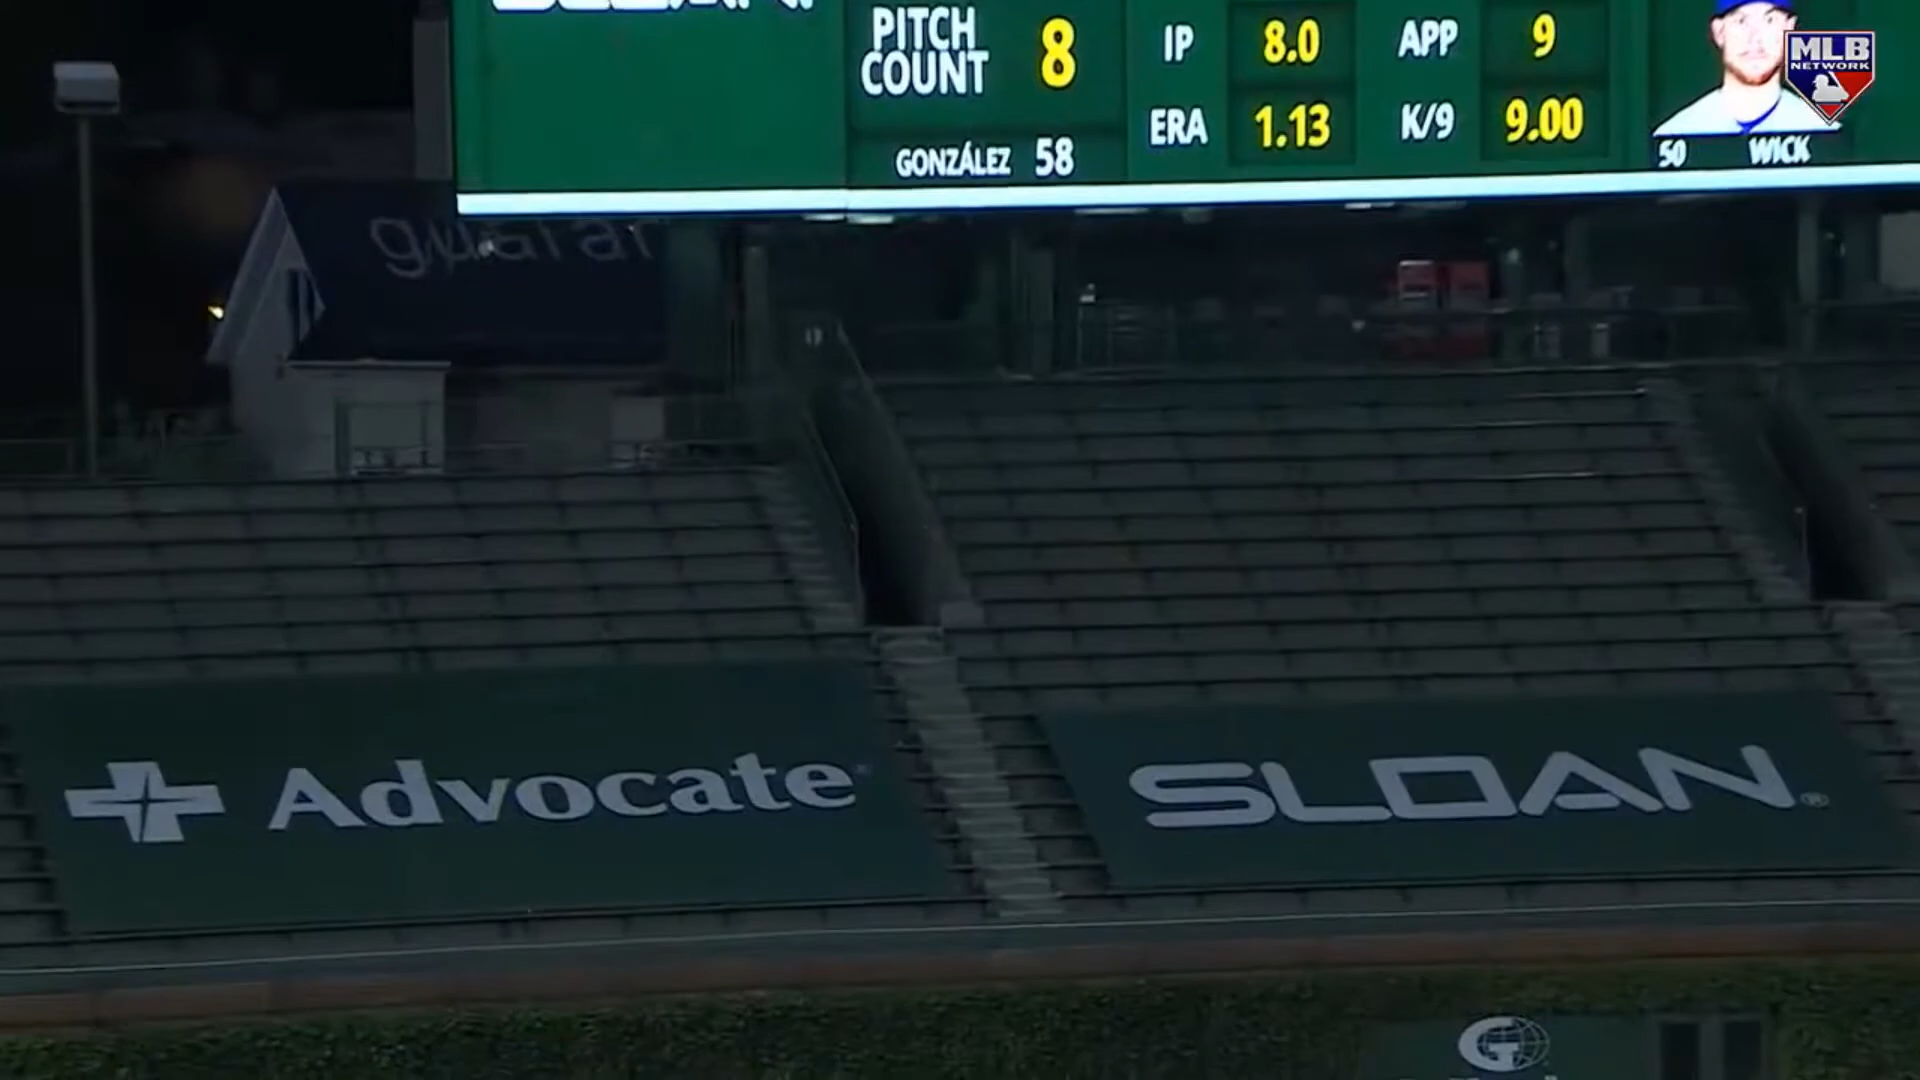 PITCH COUNT 8
IP 8.0 APP 9
ERA 1.13 K/9 9.00
GONZÁLEZ 58
50 WICK
MLB
NETWORK
Advocate
SLOAN®